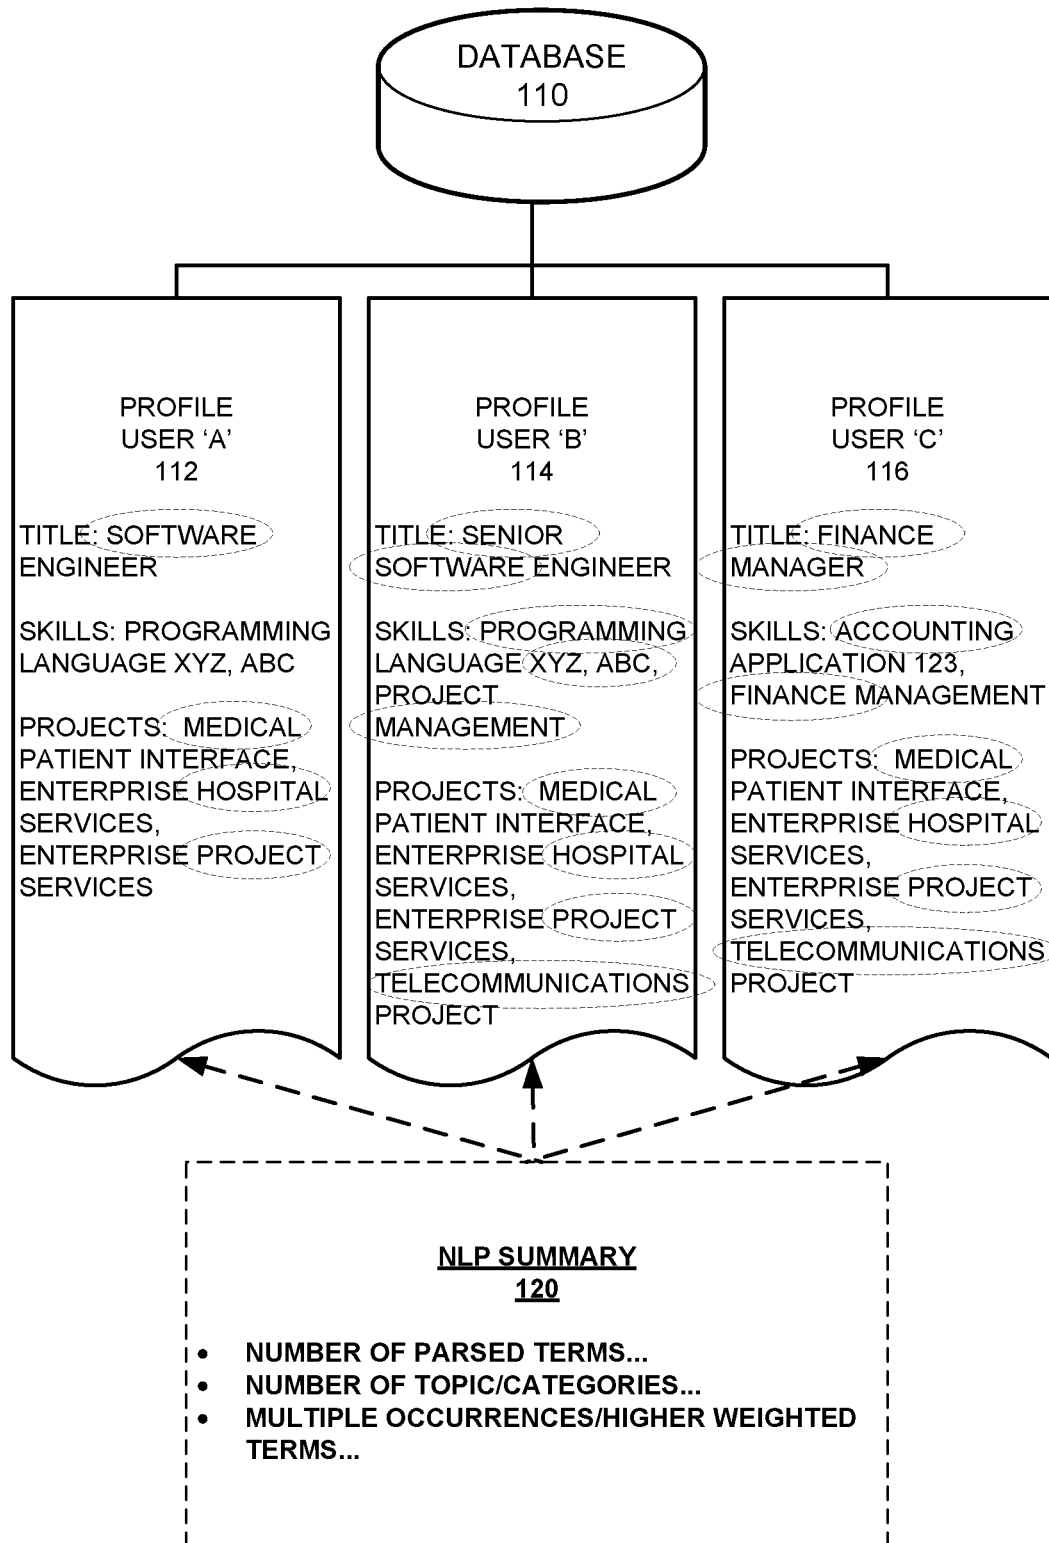 DATABASE
110
PROFILE
USER ‘A’
112
TITLE: SOFTWARE
ENGINEER
SKILLS: PROGRAMMING
LANGUAGE XYZ, ABC
PROJECTS: MEDICAL
PATIENT INTERFACE,
ENTERPRISE HOSPITAL
SERVICES,
ENTERPRISE PROJECT
SERVICES
PROFILE
USER ‘B’
114
TITLE: SENIOR
SOFTWARE ENGINEER
SKILLS: PROGRAMMING
LANGUAGE XYZ, ABC,
PROJECT
MANAGEMENT
PROJECTS: MEDICAL
PATIENT INTERFACE,
ENTERPRISE HOSPITAL
SERVICES,
ENTERPRISE PROJECT
SERVICES,
TELECOMMUNICATIONS
PROJECT
PROFILE
USER ‘C’
116
TITLE: FINANCE
MANAGER
SKILLS: ACCOUNTING
APPLICATION 123,
FINANCE MANAGEMENT
PROJECTS: MEDICAL
PATIENT INTERFACE,
ENTERPRISE HOSPITAL
SERVICES,
ENTERPRISE PROJECT
SERVICES,
TELECOMMUNICATIONS
PROJECT
NLP SUMMARY
120
• NUMBER OF PARSED TERMS...
• NUMBER OF TOPIC/CATEGORIES...
• MULTIPLE OCCURRENCES/HIGHER WEIGHTED
TERMS...